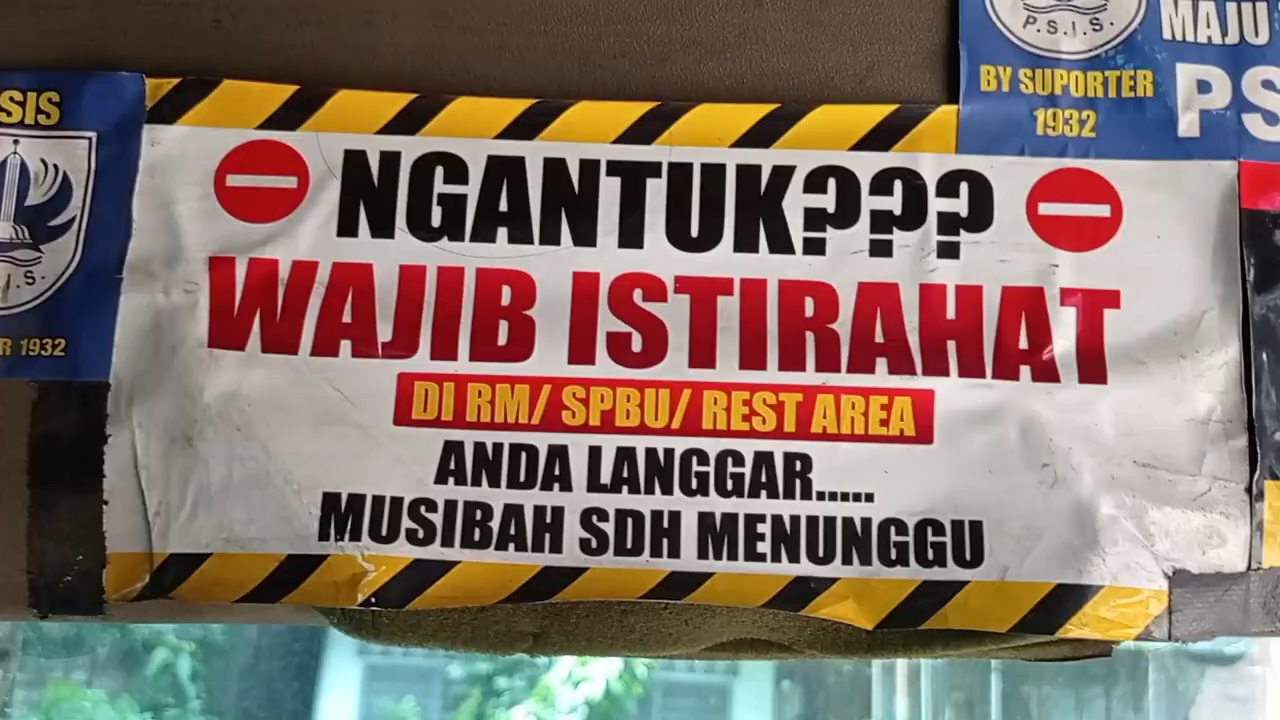 P.S.I.S.
MAJU
BY SUPORTER
1932
PS
SIS
I.S.
R 1932
NGANTUK???
WAJIB ISTIRAHAT
DI RM/ SPBU/ REST AREA
ANDA LANGGAR.....
MUSIBAH SDH MENUNGGU